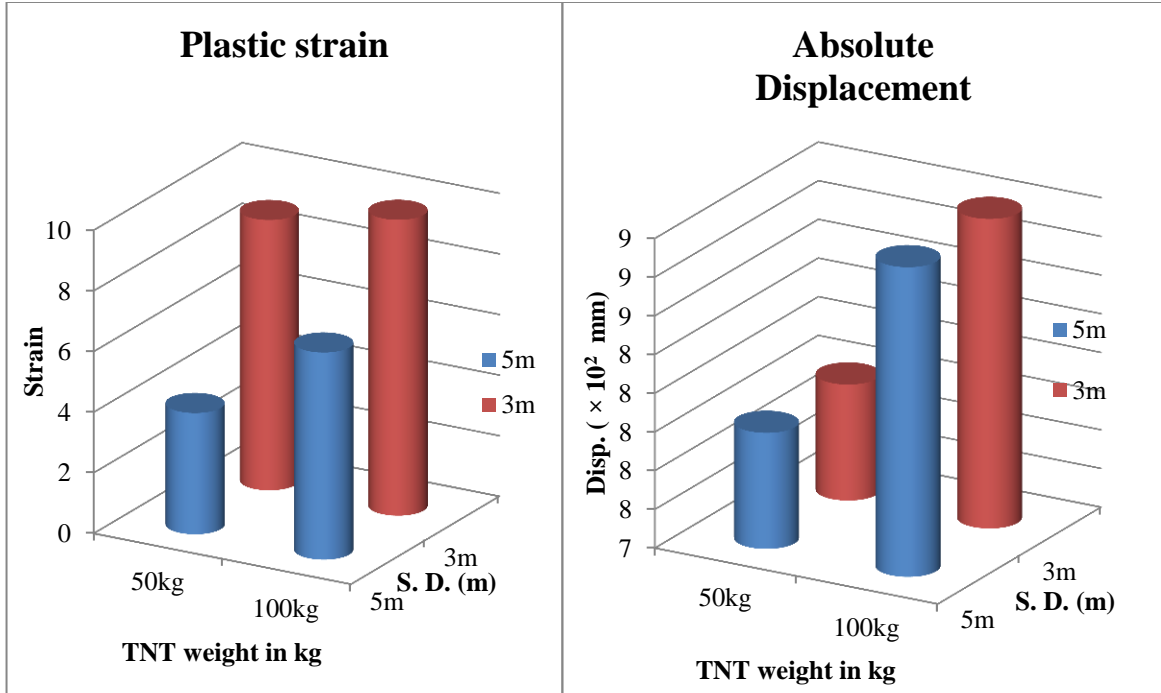 Plastic strain
10
8
6
4
2
0
Strain
50kg
100kg
TNT weight in kg
3m
5m
S. D. (m)
5m
3m
Absolute
Displacement
9
9
9
8
8
8
8
8
7
Disp. ( × 10² mm)
50kg
100kg
TNT weight in kg
3m
5m
S. D. (m)
5m
3m